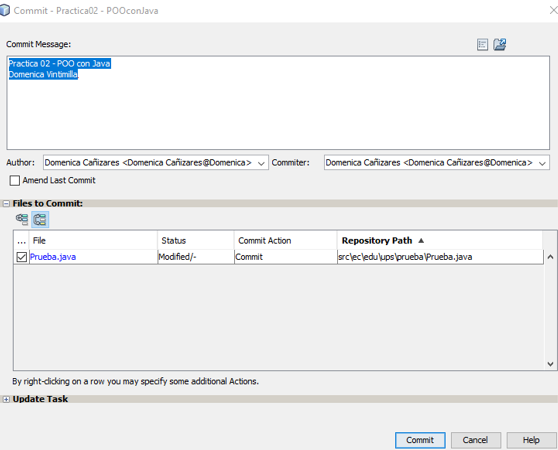 Commit - Practica02 - POOconJava
Commit Message:
Practica 02 - POO con Java
Domenica Vintimilla
Author: Domenica Cañizares <Domenica Cañizares@Domenica> Commiter: Domenica Cañizares <Domenica Cañizares@Domenica>
Amend Last Commit
Files to Commit:
... File Status Commit Action Repository Path
Prueba.java Modified/- Commit src\ec\edu\ups\prueba\Prueba.java
By right-clicking on a row you may specify some additional Actions.
Update Task
Commit Cancel Help